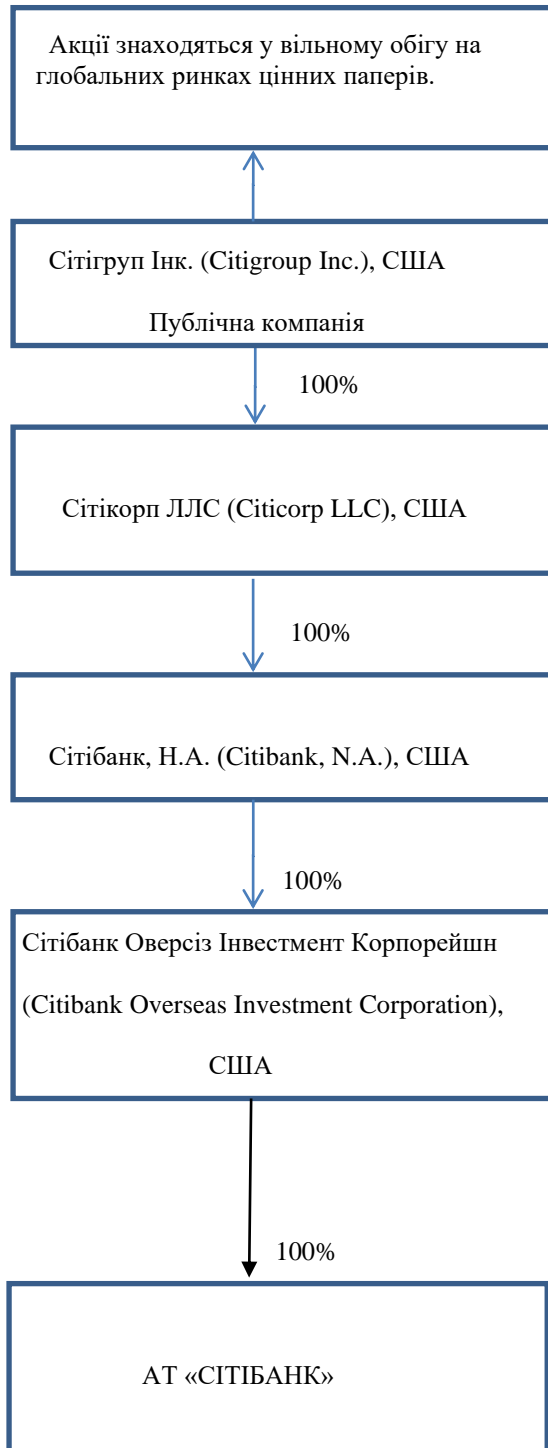 Акції знаходяться у вільному обігу на
глобальних ринках цінних паперів.
Сітігруп Інк. (Citigroup Inc.), США
Публічна компанія
100%
Сітікорп ЛЛС (Citicorp LLC), США
100%
Сітібанк, Н.А. (Citibank, N.A.), США
100%
Сітібанк Оверсіз Інвестмент Корпорейшн
(Citibank Overseas Investment Corporation),
США
100%
АТ «СІТІБАНК»